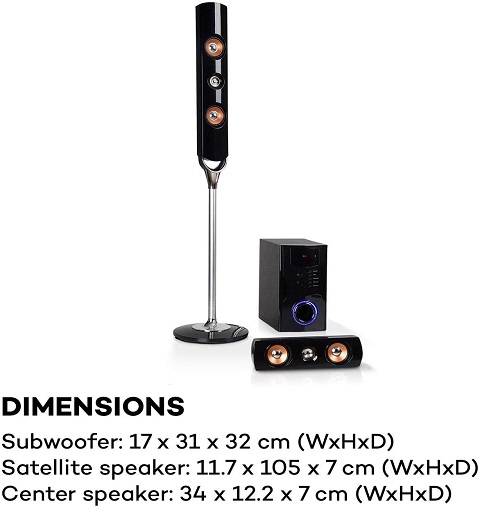 DIMENSIONS
Subwoofer: 17 x 31 x 32 cm (WxHxD)
Satellite speaker: 11.7 x 105 x 7 cm (WxHxD)
Center speaker: 34 x 12.2 x 7 cm (WxHxD)